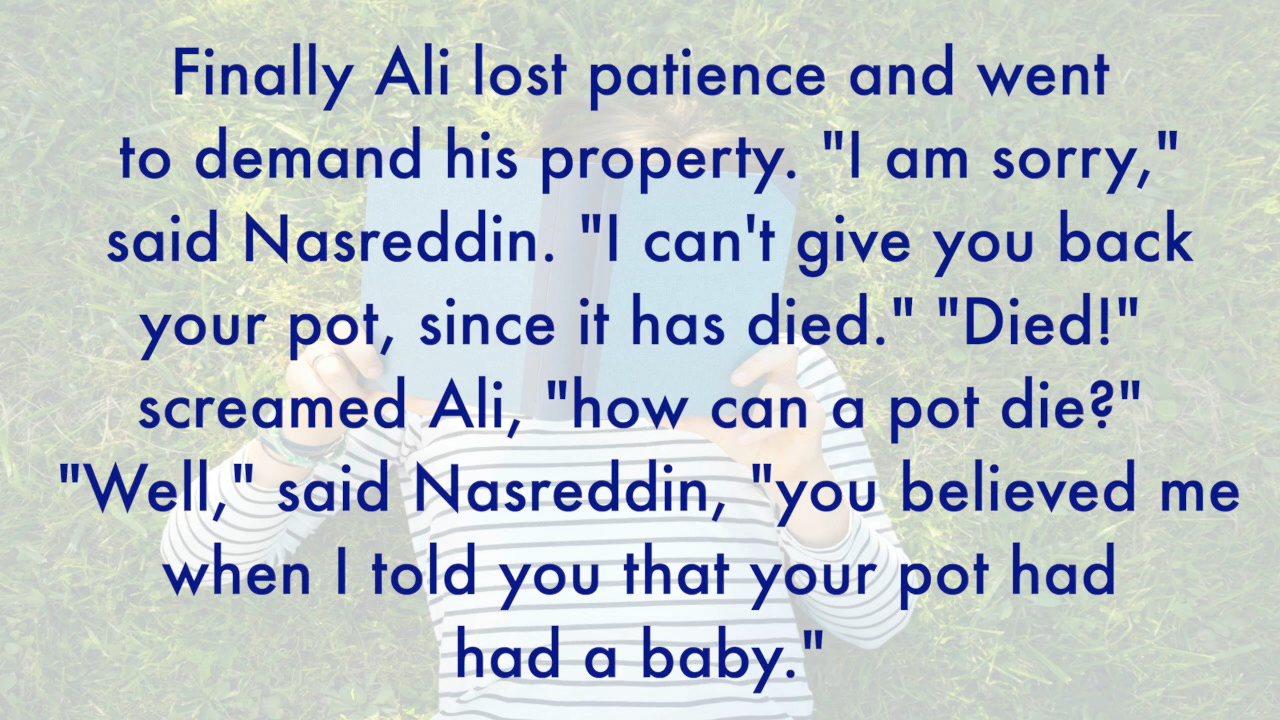 Finally Ali lost patience and went
to demand his property. "I am sorry,"
said Nasreddin. "I can't give you back
your pot, since it has died." "Died!"
screamed Ali, "how can a pot die?"
"Well," said Nasreddin, "you believed me
when I told you that your pot had
had a baby."